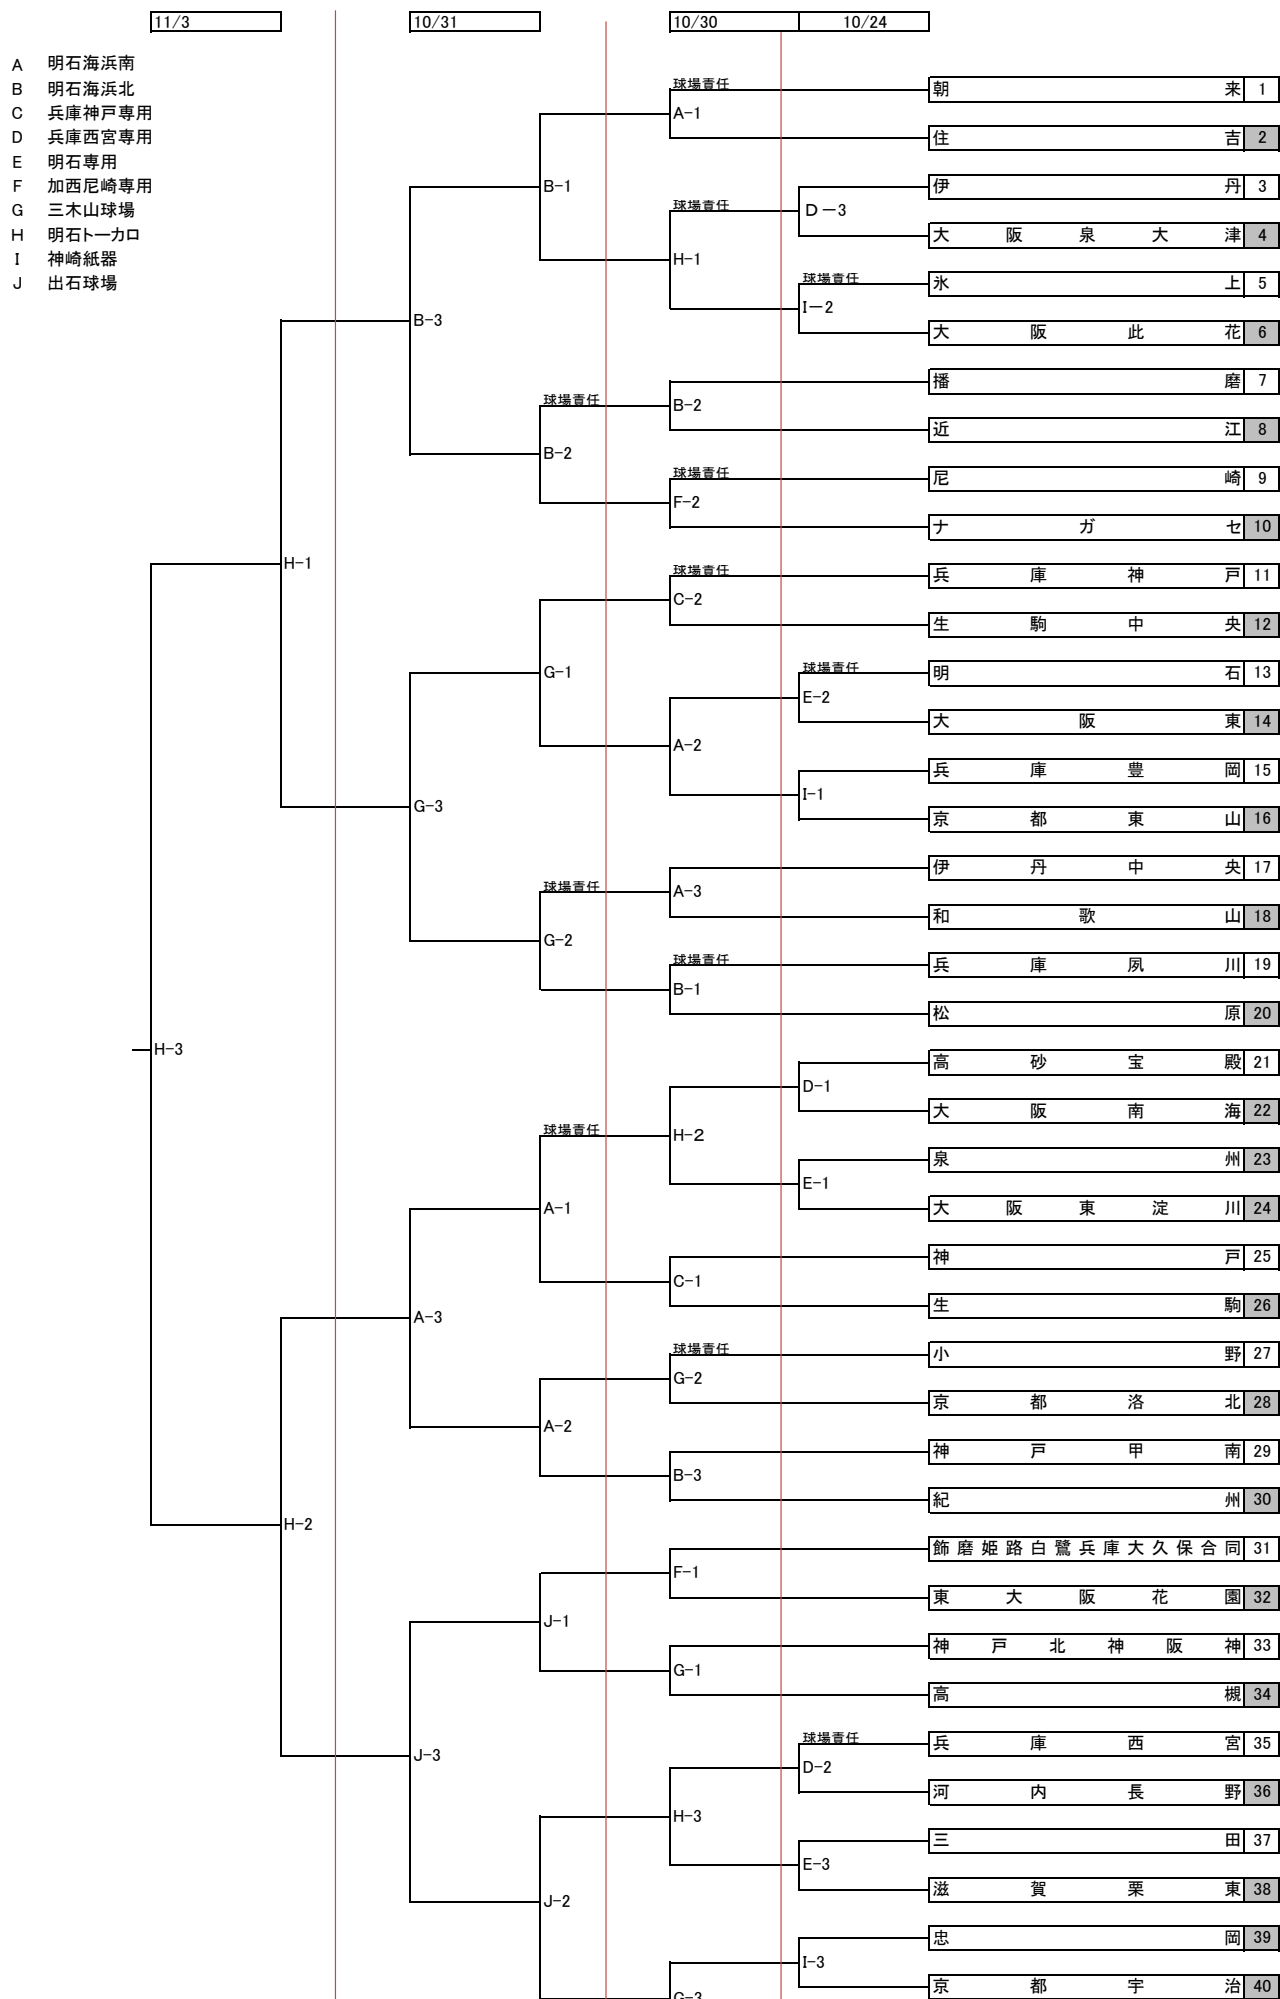 11/3 10/31 10/30 10/24
A 明石海浜南
B 明石海浜北
C 兵庫神戸専用
D 兵庫西宮専用
E 明石専用
F 加西尼崎専用
G 三木山球場
H 明石トーカロ
I 神崎紙器
J 出石球場
球場責任 朝来 1
A-1
住吉 2
B-1 伊丹 3
球場責任 D－3
大阪泉大津 4
H-1
球場責任 氷上 5
I－2
B-3 大阪此花 6
播磨 7
球場責任 B-2
近江 8
B-2
球場責任 尼崎 9
F-2
ナガセ 10
H-1
球場責任 兵庫神戸 11
C-2
生駒中央 12
G-1 球場責任 明石 13
E-2
大阪東 14
A-2
兵庫豊岡 15
I-1
G-3 京都東山 16
伊丹中央 17
球場責任 A-3
和歌山 18
G-2
球場責任 兵庫夙川 19
B-1
松原 20
H-3
高砂宝殿 21
D-1
大阪南海 22
球場責任 H-2
泉州 23
E-1
A-1 大阪東淀川 24
神戸 25
C-1
生駒 26
A-3
球場責任 小野 27
G-2
京都洛北 28
A-2
神戸甲南 29
B-3
紀州 30
H-2
飾磨姫路白鷺兵庫大久保合同 31
F-1
東大阪花園 32
J-1
神戸北神阪神 33
G-1
高槻 34
球場責任 兵庫西宮 35
J-3
D-2
河内長野 36
H-3
三田 37
E-3
滋賀栗東 38
J-2
忠岡 39
I-3
京都宇治 40
G-3